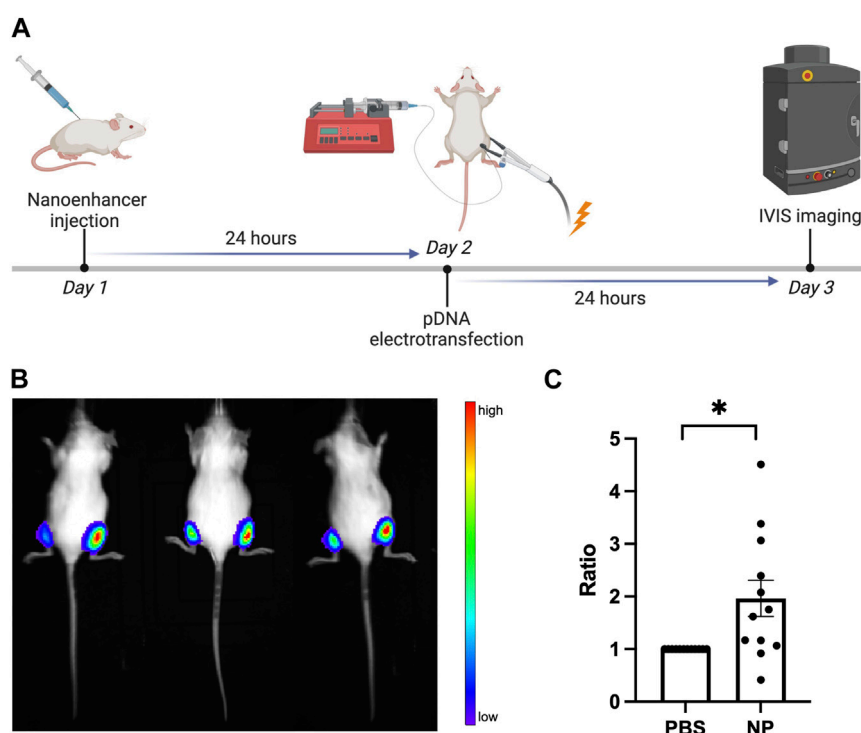 A
Nanoenhancer
injection
24 hours
Day 1
Day 2
pDNA
electrotransfection
24 hours
IVIS imaging
Day 3
B
high
low
C
*
Ratio
5
4
3
2
1
0
PBS
NP